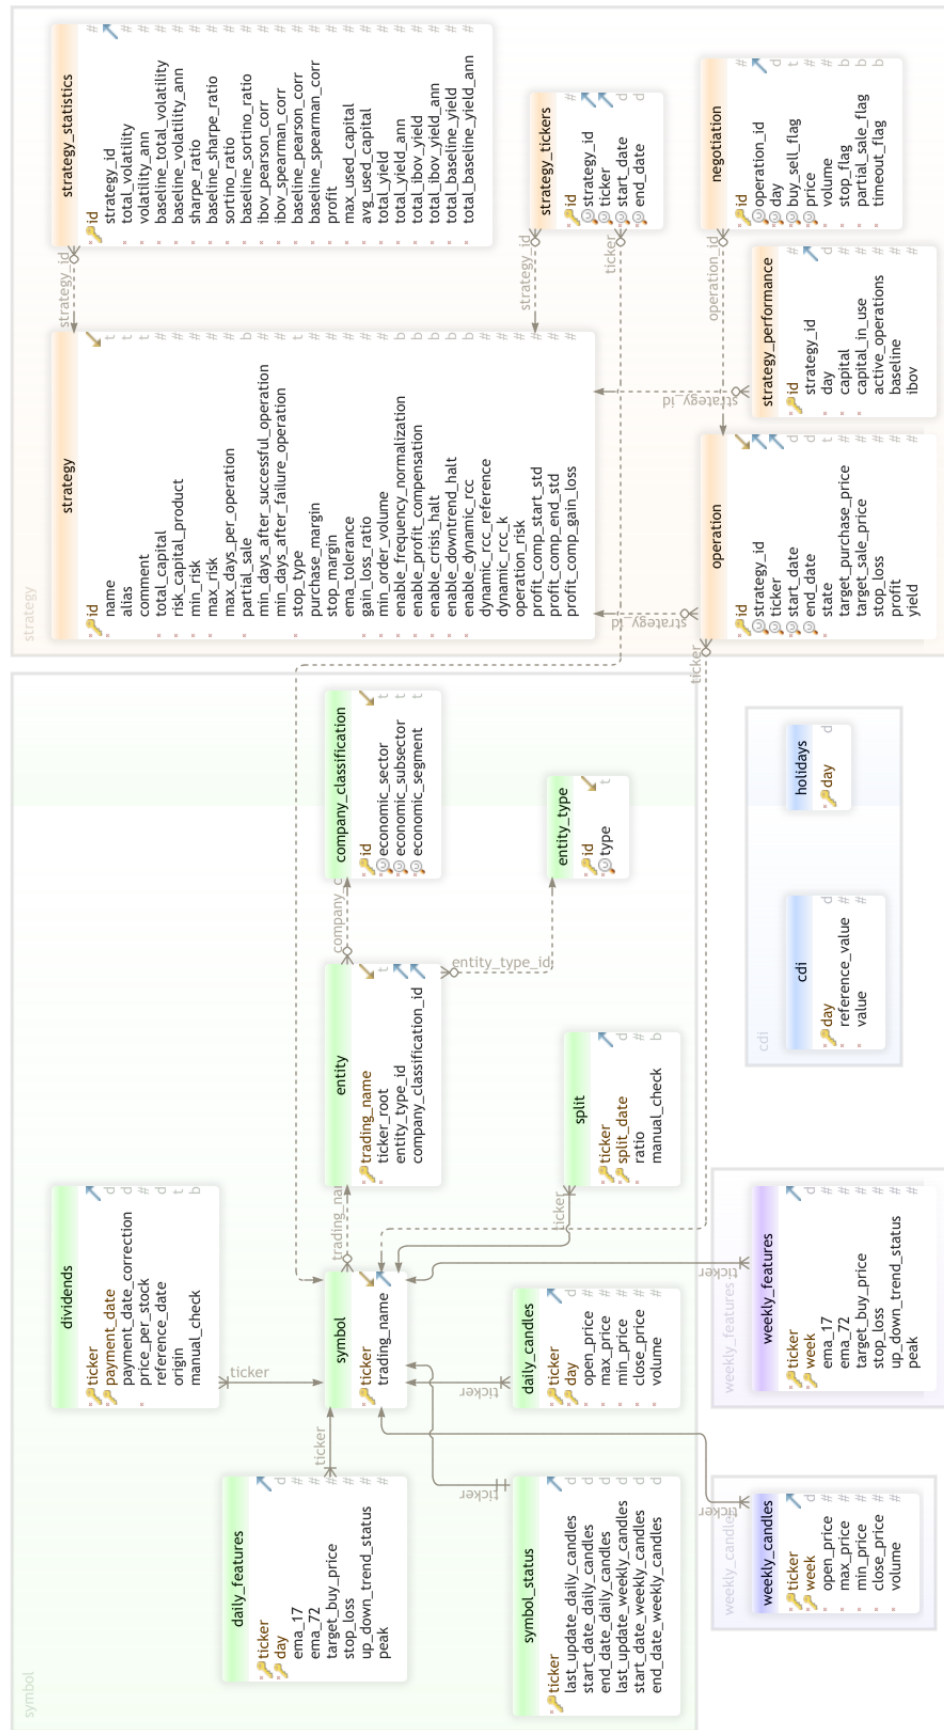 symbol
daily_features
ticker
day d
ema_17 #
ema_72 #
target_buy_price #
stop_loss #
up_down_trend_status #
peak #
ticker
dividends
ticker
payment_date d
payment_date_correction d
price_per_stock #
reference_date d
origin t
manual_check b
ticker
symbol
ticker
trading_name
trading_na
entity
trading_name
ticker_root t
entity_type_id
company_classification_id
company_c
company_classification
id
economic_sector t
economic_subsector t
economic_segment t
entity_type_id
entity_type
id
type t
symbol_status
ticker
last_update_daily_candles d
start_date_daily_candles d
end_date_daily_candles d
last_update_weekly_candles d
start_date_weekly_candles d
end_date_weekly_candles d
ticker
daily_candles
ticker
day d
open_price #
max_price #
min_price #
close_price #
volume #
ticker
split
ticker
split_date d
ratio #
manual_check b
ticker
weekly_candles
weekly_candles
ticker
week d
open_price #
max_price #
min_price #
close_price #
volume #
ticker
weekly_features
weekly_features
ticker
week d
ema_17 #
ema_72 #
target_buy_price #
stop_loss #
up_down_trend_status #
peak #
ticker
cdi
cdi
day d
reference_value #
value #
holidays
day d
strategy
strategy
id
name t
alias t
comment t
total_capital #
risk_capital_product #
min_risk #
max_risk #
max_days_per_operation #
partial_sale b
min_days_after_successful_operation #
min_days_after_failure_operation #
stop_type t
purchase_margin #
stop_margin #
ema_tolerance #
gain_loss_ratio #
min_order_volume #
enable_frequency_normalization b
enable_profit_compensation b
enable_crisis_halt b
enable_downtrend_halt b
enable_dynamic_rcc b
dynamic_rcc_reference #
dynamic_rcc_k #
operation_risk #
profit_comp_start_std #
profit_comp_end_std #
profit_comp_gain_loss #
strategy_id
strategy_statistics
id #
strategy_id
total_volatility #
volatility_ann #
baseline_total_volatility #
baseline_volatility_ann #
sharpe_ratio #
baseline_sharpe_ratio #
sortino_ratio #
baseline_sortino_ratio #
ibov_pearson_corr #
ibov_spearman_corr #
baseline_pearson_corr #
baseline_spearman_corr #
profit #
max_used_capital #
avg_used_capital #
total_yield #
total_yield_ann #
total_ibov_yield #
total_ibov_yield_ann #
total_baseline_yield #
total_baseline_yield_ann #
strategy_id
ticker
strategy_tickers
id #
strategy_id
ticker
start_date d
end_date d
strategy_id
strategy_id
ticker
operation
id
strategy_id
ticker
start_date d
end_date d
state t
target_purchase_price #
target_sale_price #
stop_loss #
profit #
yield #
operation_id
strategy_performance
id #
strategy_id
day d
capital #
capital_in_use #
active_operations #
baseline #
ibov #
negotiation
id #
operation_id
day d
buy_sell_flag t
price #
volume #
stop_flag b
partial_sale_flag b
timeout_flag b